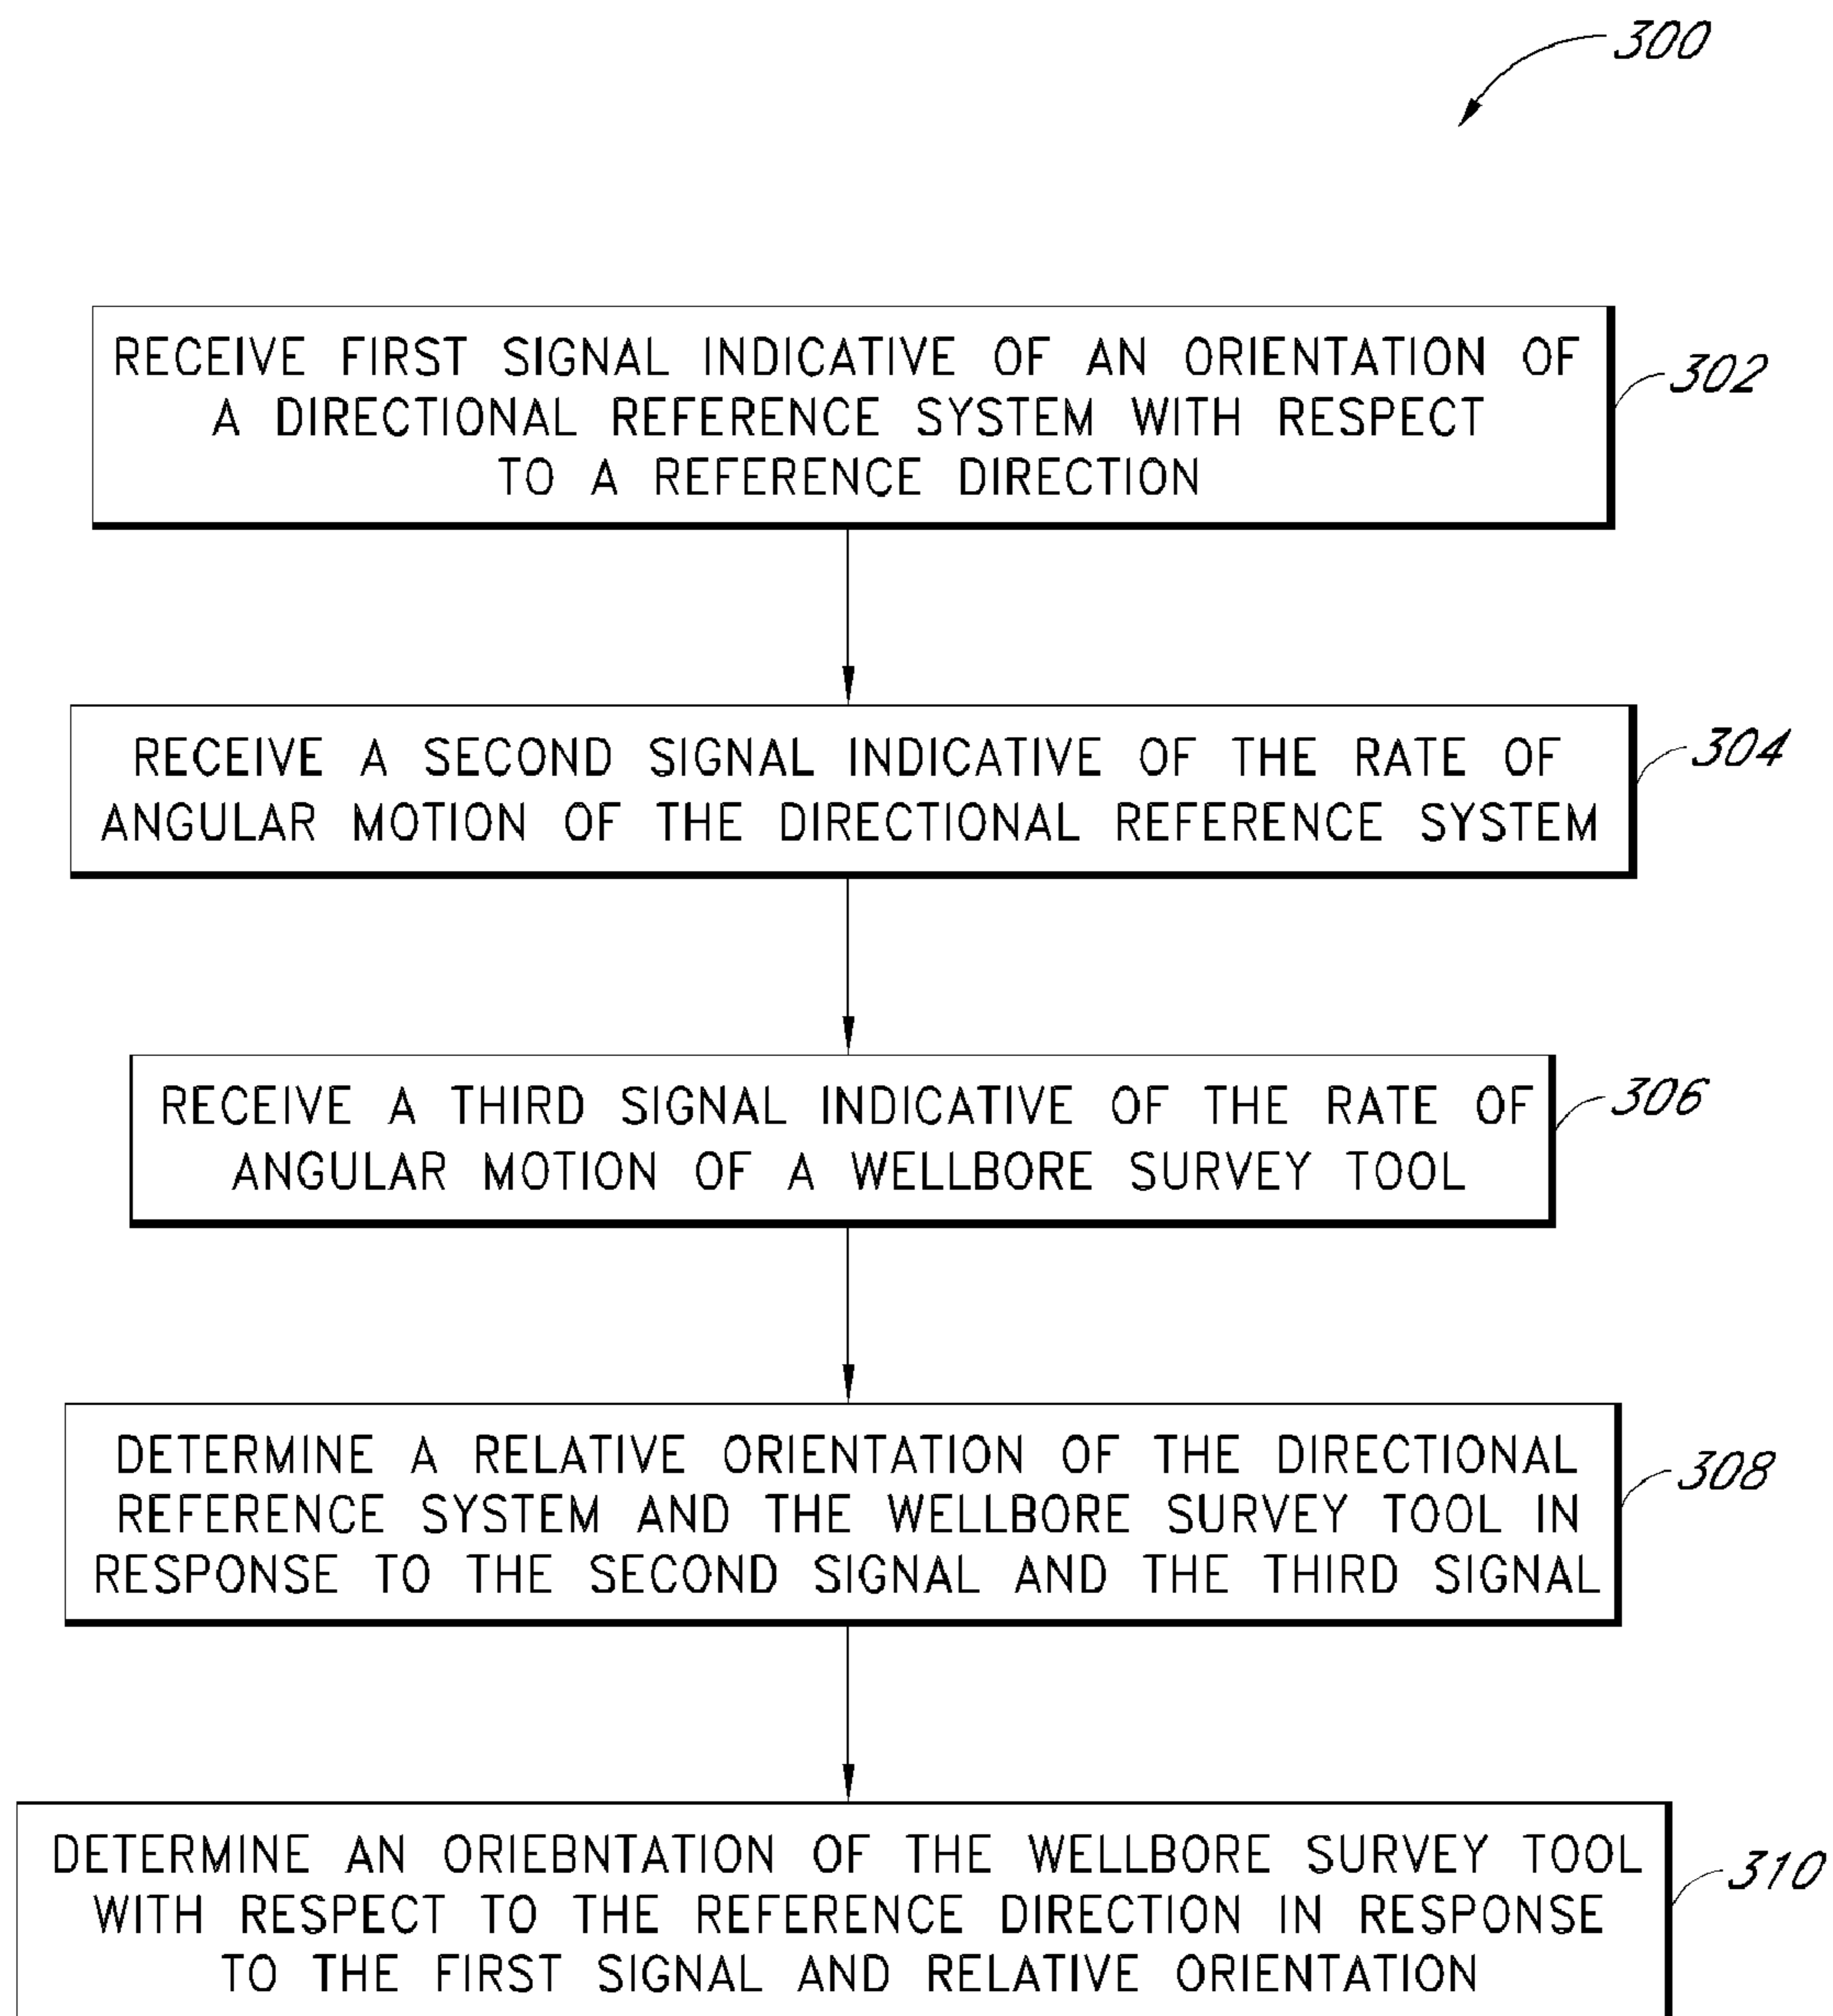 300
RECEIVE FIRST SIGNAL INDICATIVE OF AN ORIENTATION OF
A DIRECTIONAL REFERENCE SYSTEM WITH RESPECT
TO A REFERENCE DIRECTION
302
RECEIVE A SECOND SIGNAL INDICATIVE OF THE RATE OF
ANGULAR MOTION OF THE DIRECTIONAL REFERENCE SYSTEM
304
RECEIVE A THIRD SIGNAL INDICATIVE OF THE RATE OF
ANGULAR MOTION OF A WELLBORE SURVEY TOOL
306
DETERMINE A RELATIVE ORIENTATION OF THE DIRECTIONAL
REFERENCE SYSTEM AND THE WELLBORE SURVEY TOOL IN
RESPONSE TO THE SECOND SIGNAL AND THE THIRD SIGNAL
308
DETERMINE AN ORIEBNTATION OF THE WELLBORE SURVEY TOOL
WITH RESPECT TO THE REFERENCE DIRECTION IN RESPONSE
TO THE FIRST SIGNAL AND RELATIVE ORIENTATION
310